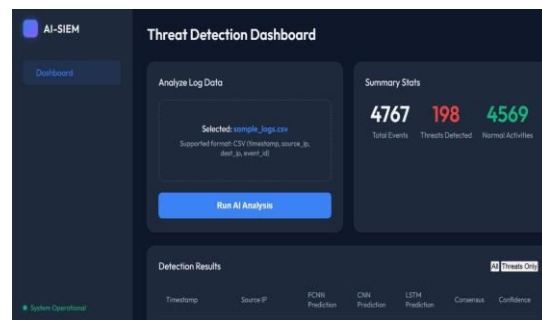 AI-SIEM
Dashboard
System Operational
Threat Detection Dashboard
Analyze Log Data
Selected: sample_logs.csv
Supported format: CSV (timestamp, source_ip,
dest_ip, event_id)
Run AI Analysis
Summary Stats
4767
Total Events
198
Threats Detected
4569
Normal Activities
Detection Results
All Threats Only
Timestamp
Source IP
FCNN
Prediction
CNN
Prediction
LSTM
Prediction
Consensus
Confidence